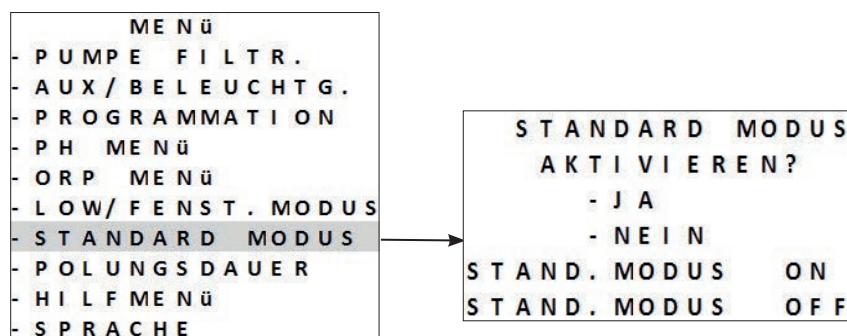 MENü
- PUMPE FILTR.
- AUX/BELEUCHTG.
- PROGRAMMATION
- PH MENü
- ORP MENü
- LOW/FENST. MODUS
- STANDARD MODUS
- POLUNGSDAUER
- HILFMENü
- SPRACHE
STANDARD MODUS
AKTIVIEREN?
- JA
- NEIN
STAND. MODUS ON
STAND. MODUS OFF